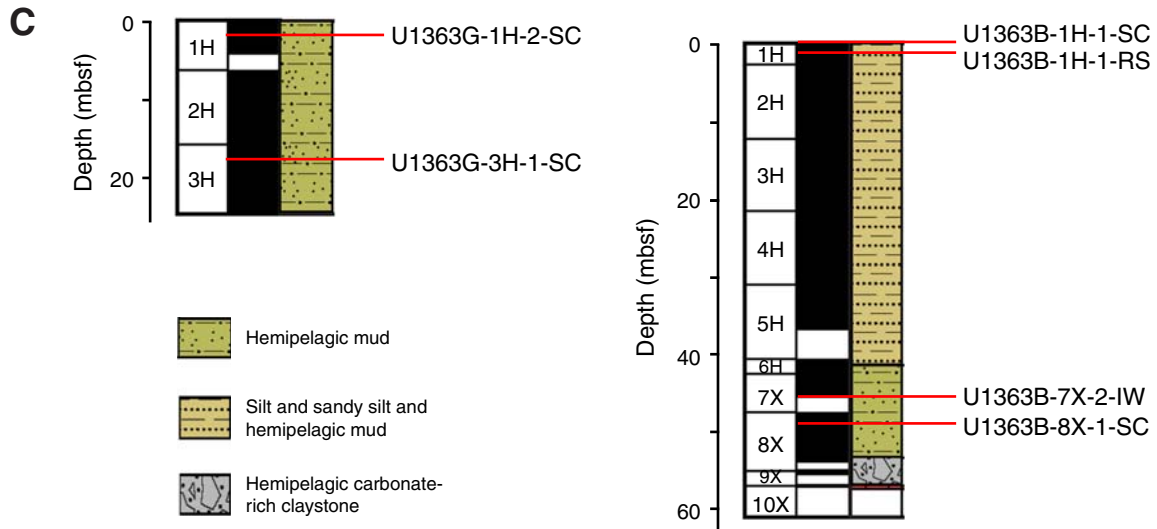 C
Depth (mbsf)
0
20
1H
2H
3H
U1363G-1H-2-SC
U1363G-3H-1-SC
Hemipelagic mud
Silt and sandy silt and
hemipelagic mud
Hemipelagic carbonate-
rich claystone
Depth (mbsf)
0
20
40
60
1H
2H
3H
4H
5H
6H
7X
8X
9X
10X
U1363B-1H-1-SC
U1363B-1H-1-RS
U1363B-7X-2-IW
U1363B-8X-1-SC